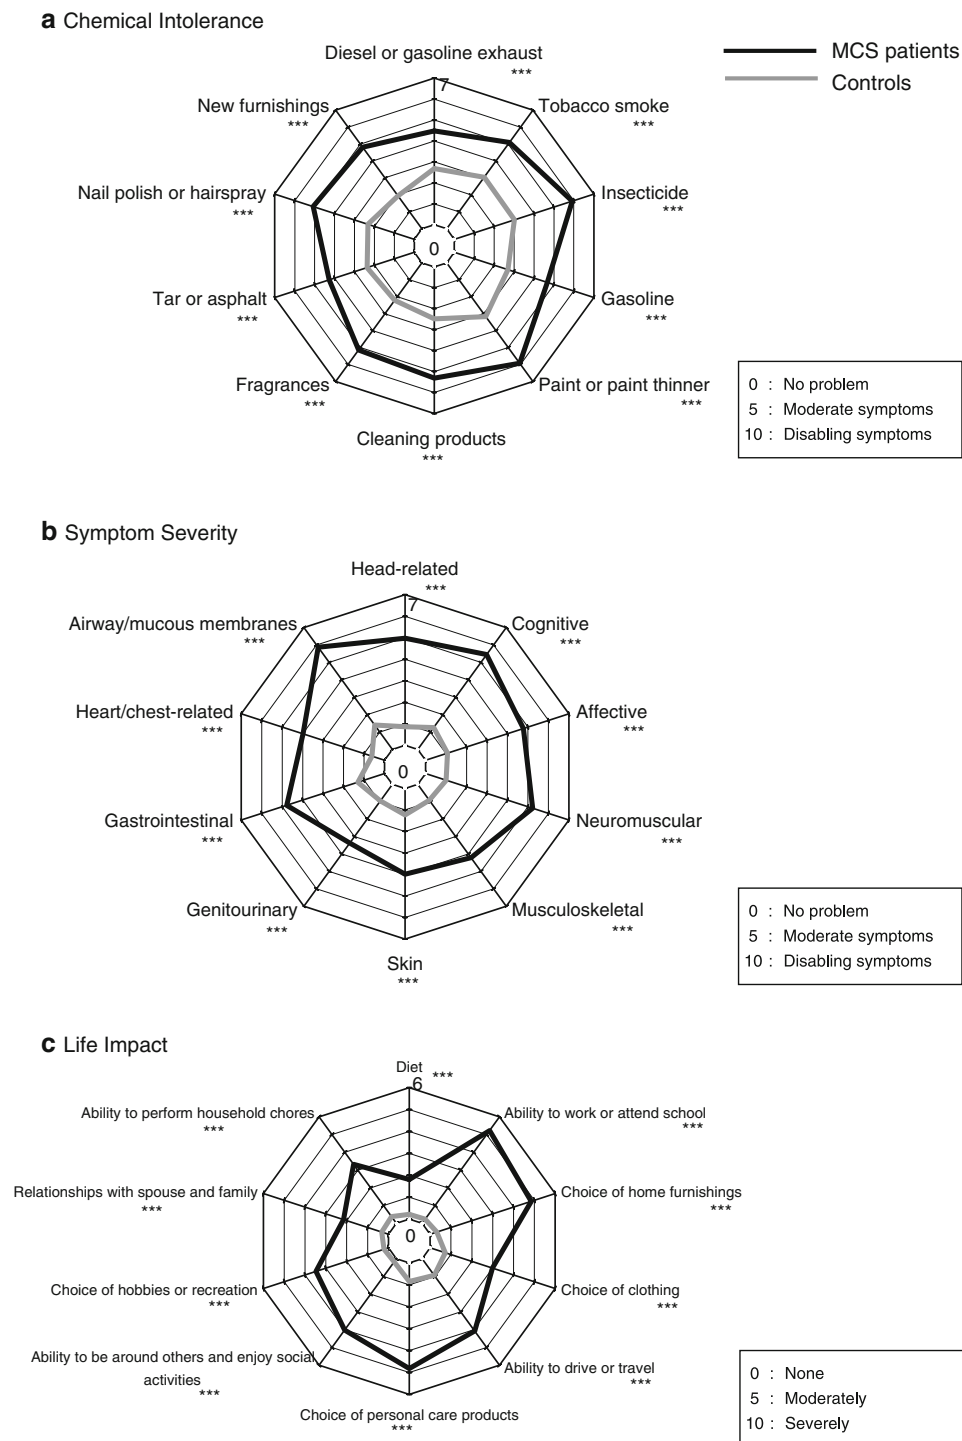 a Chemical Intolerance
Diesel or gasoline exhaust
***
7
MCS patients
Controls
New furnishings
***
Tobacco smoke
***
Nail polish or hairspray
***
Insecticide
***
0
Tar or asphalt
***
Gasoline
***
Fragrances
***
Paint or paint thinner
***
Cleaning products
***
0 : No problem
5 : Moderate symptoms
10 : Disabling symptoms
b Symptom Severity
Head-related
***
7
Airway/mucous membranes
***
Cognitive
***
Heart/chest-related
***
Affective
***
0
Gastrointestinal
***
Neuromuscular
***
Genitourinary
***
Musculoskeletal
***
Skin
***
0 : No problem
5 : Moderate symptoms
10 : Disabling symptoms
c Life Impact
Diet ***
6
Ability to perform household chores
***
Ability to work or attend school
***
Relationships with spouse and family
***
Choice of home furnishings
***
0
Choice of hobbies or recreation
***
Choice of clothing
***
Ability to be around others and enjoy social
activities
***
Ability to drive or travel
***
Choice of personal care products
***
0 : None
5 : Moderately
10 : Severely